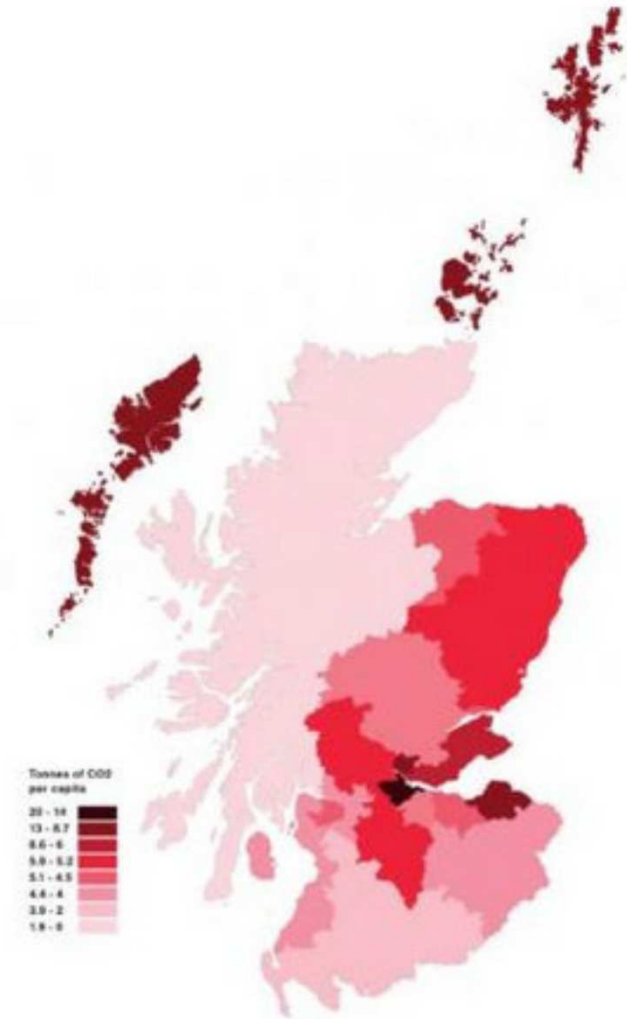 Tonnes of CO2
per capita
20 - 14
13 - 8.7
8.6 - 6
5.9 - 5.2
5.1 - 4.5
4.4 - 4
3.9 - 2
1.9 - 0